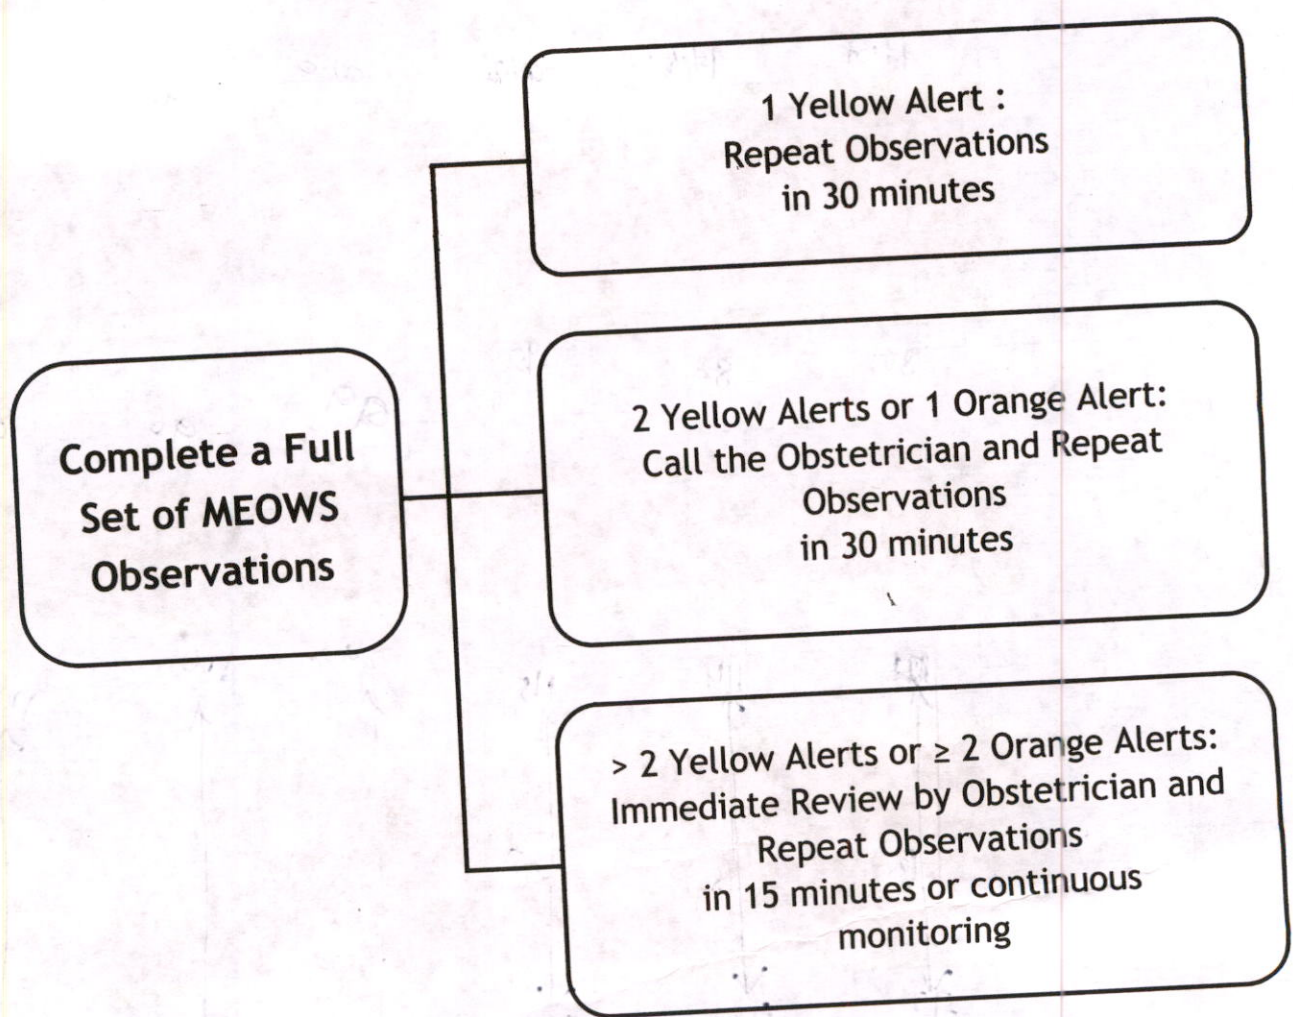 Complete a Full
Set of MEOWS
Observations
1 Yellow Alert :
Repeat Observations
in 30 minutes
2 Yellow Alerts or 1 Orange Alert:
Call the Obstetrician and Repeat
Observations
in 30 minutes
> 2 Yellow Alerts or ≥ 2 Orange Alerts:
Immediate Review by Obstetrician and
Repeat Observations
in 15 minutes or continuous
monitoring